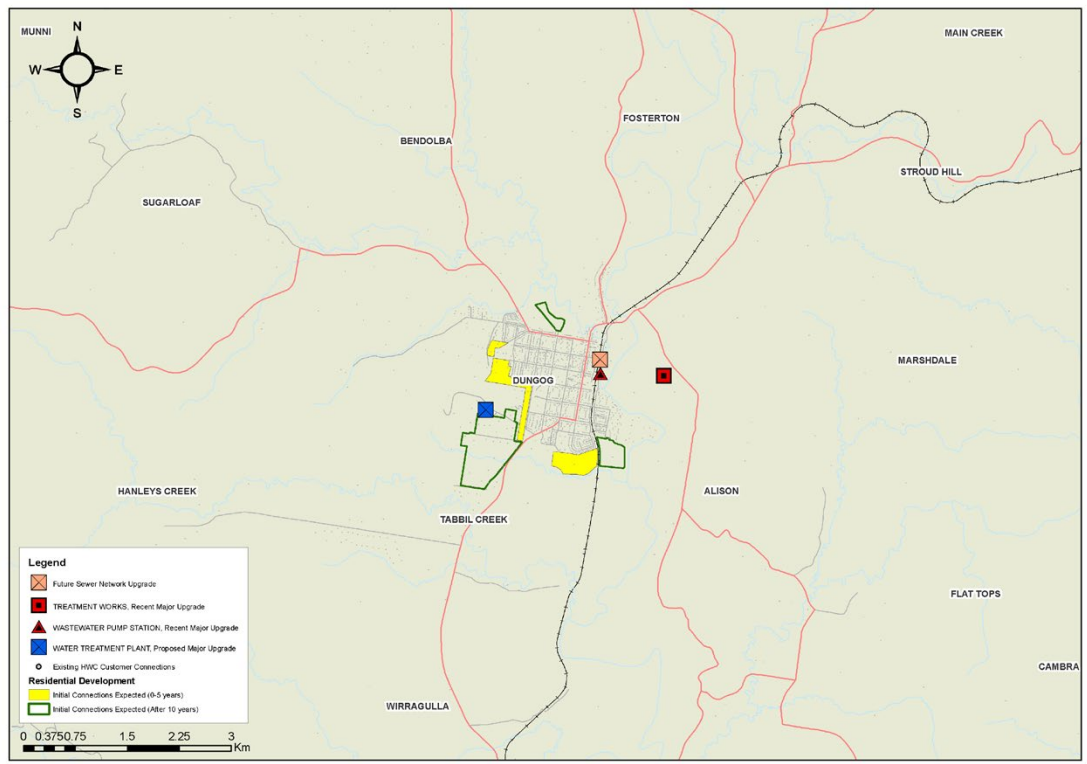 MUNNI
N
W
E
S
MAIN CREEK
FOSTERTON
BENDOLBA
STROUD HILL
SUGARLOAF
MARSHDALE
DUNGOG
HANLEYS CREEK
ALISON
TABBIL CREEK
FLAT TOPS
CAMBRA
WIRRAGULLA
Legend
Future Sewer Network Upgrade
TREATMENT WORKS, Recent Major Upgrade
WASTEWATER PUMP STATION, Recent Major Upgrade
WATER TREATMENT PLANT, Proposed Major Upgrade
Existing HWC Customer Connections
Residential Development
Initial Connections Expected (0-5 years)
Initial Connections Expected (After 10 years)
0 0.3750.75 1.5 2.25 3
Km